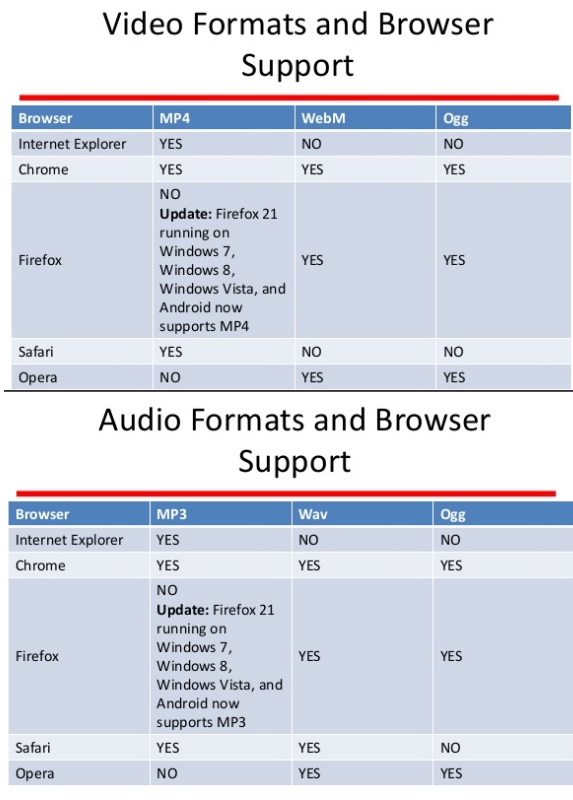 Video Formats and Browser
Support
Browser MP4 WebM Ogg
Internet Explorer YES NO NO
Chrome YES YES YES
Firefox NO
Update: Firefox 21
running on
Windows 7,
Windows 8,
Windows Vista, and
Android now
supports MP4 YES YES
Safari YES NO NO
Opera NO YES YES
Audio Formats and Browser
Support
Browser MP3 Wav Ogg
Internet Explorer YES NO NO
Chrome YES YES YES
Firefox NO
Update: Firefox 21
running on
Windows 7,
Windows 8,
Windows Vista, and
Android now
supports MP3 YES YES
Safari YES YES NO
Opera NO YES YES